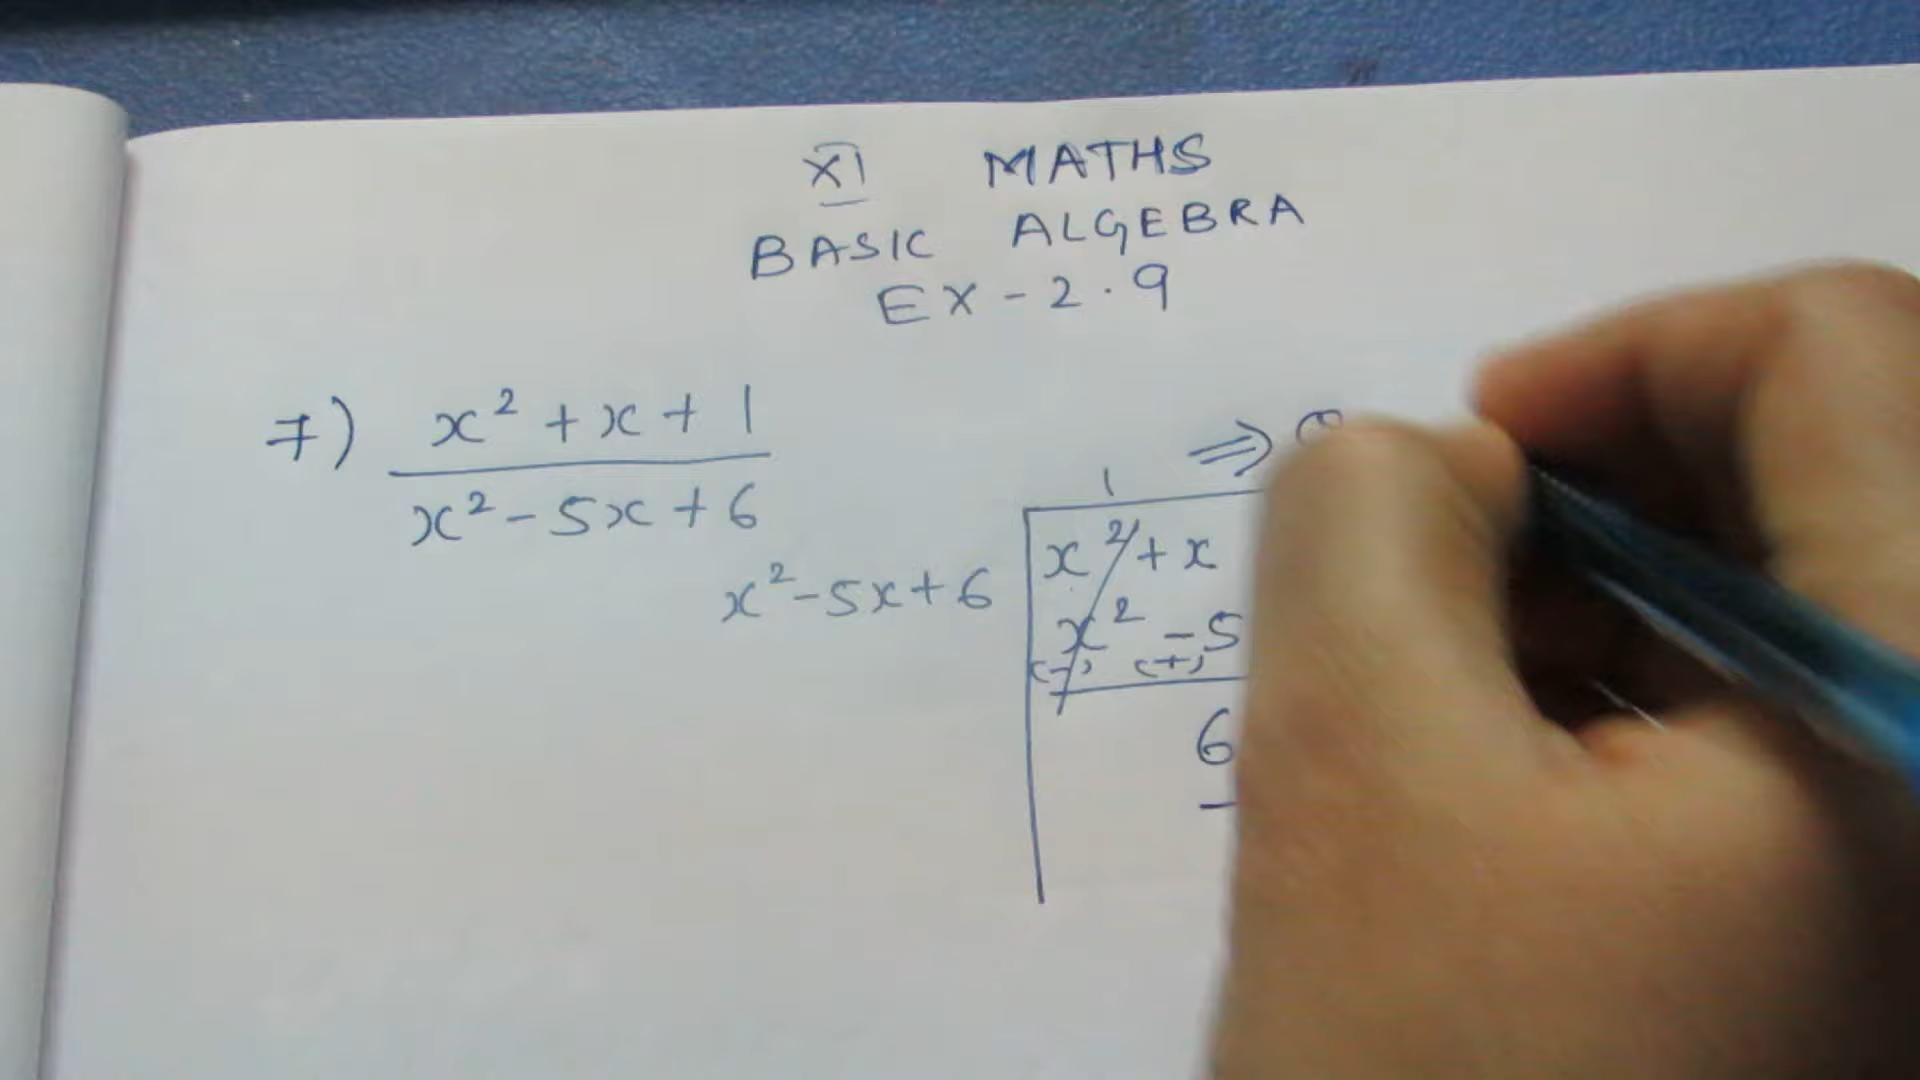 XI MATHS
BASIC ALGEBRA
EX - 2.9
7) x² + x + 1
x² - 5x + 6
1 ⇒
x² - 5x + 6 x² + x
x² - 5
(-) (+)
6